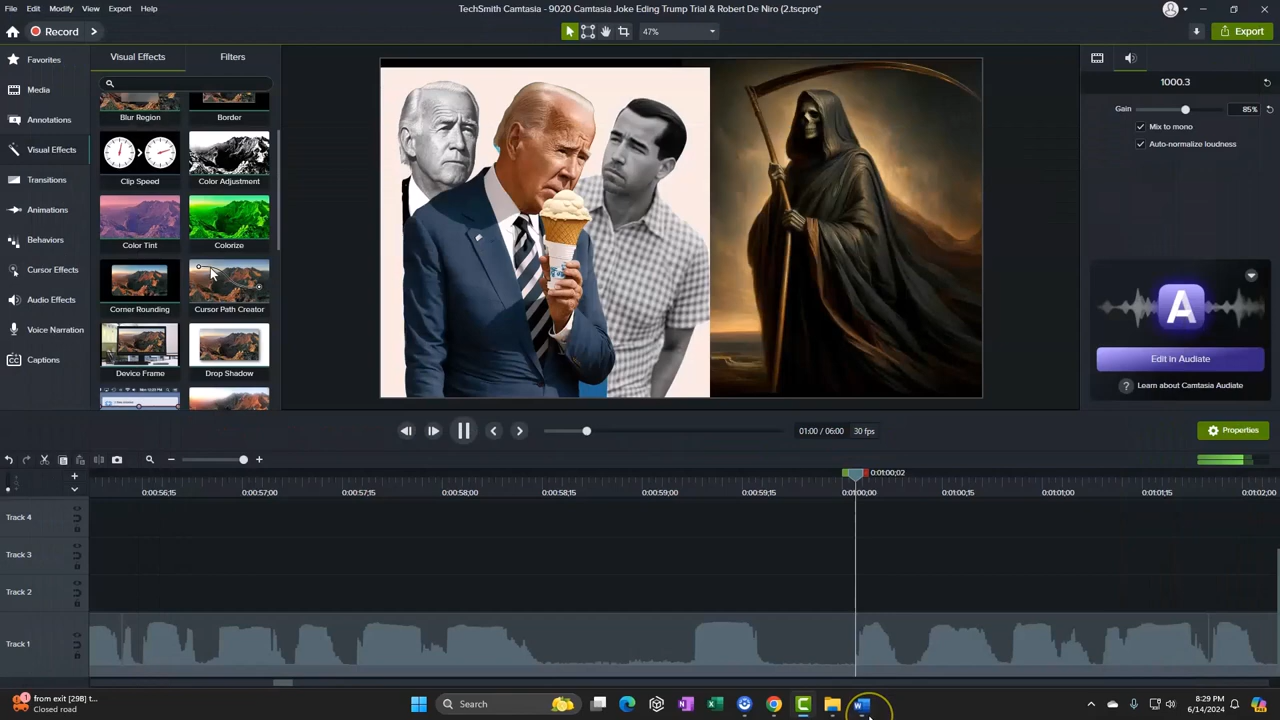 File Edit Modify View Export Help
TechSmith Camtasia - 9020 Camtasia Joke Eding Trump Trial & Robert De Niro (2.tscproj*
Record
47%
Export
Favorites
Media
Annotations
Visual Effects
Transitions
Animations
Behaviors
Cursor Effects
Audio Effects
Voice Narration
Captions
Visual Effects Filters
Blur Region Border
Clip Speed Color Adjustment
Color Tint Colorize
Corner Rounding Cursor Path Creator
Device Frame Drop Shadow
1000.3
Gain 85%
Mix to mono
Auto-normalize loudness
A
Edit in Audiate
? Learn about Camtasia Audiate
01:00 / 06:00 30 fps
Properties
0:01:00;02
0:00:56;15 0:00:57;00 0:00:57;15 0:00:58;00 0:00:58;15 0:00:59;00 0:00:59;15 0:01:00;00 0:01:00;15 0:01:01;00 0:01:01;15 0:01:02;00
Track 4
Track 3
Track 2
Track 1
from exit [29B] t...
Closed road
Search
8:29 PM
6/14/2024